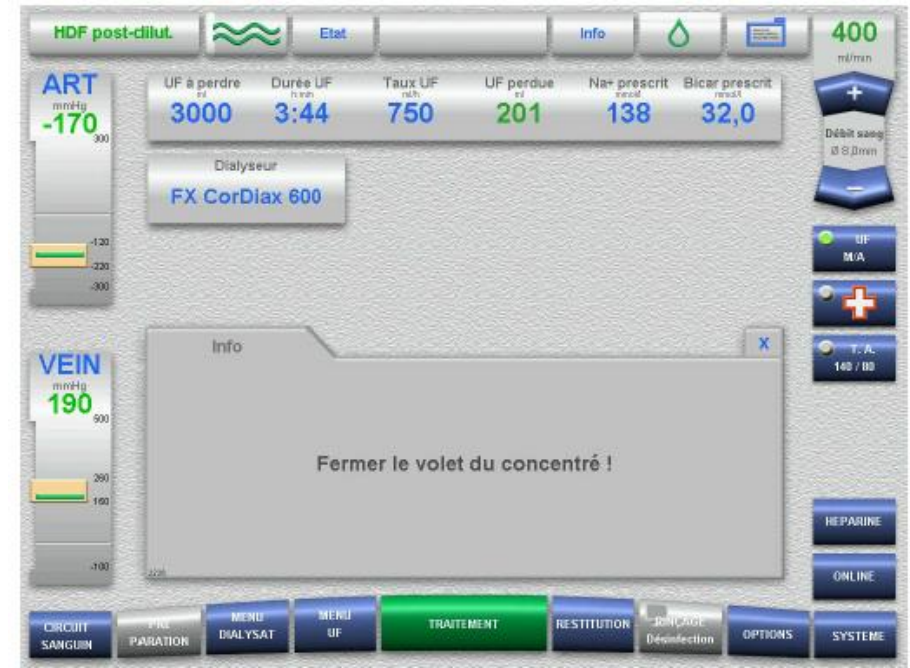 HDF post-dilut.
Etat
Info
400
ml/min
ART
mmHg
-170
300
-120
-220
-300
UF à perdre Durée UF Taux UF UF perdue Na+ prescrit Bicar prescrit
ml h:min ml/h ml mmol/l mmol/l
3000 3:44 750 201 138 32,0
Dialyseur
FX CorDiax 600
+
Débit sang
Ø 8,0mm
–
UF
M/A
T. A.
140 / 80
VEIN
mmHg
190
500
260
160
-100
Info
X
Fermer le volet du concentré !
HEPARINE
ONLINE
CIRCUIT
SANGUIN
PRE
PARATION
MENU
DIALYSAT
MENU
UF
TRAITEMENT
RESTITUTION
RINÇAGE
Désinfection
OPTIONS
SYSTEME